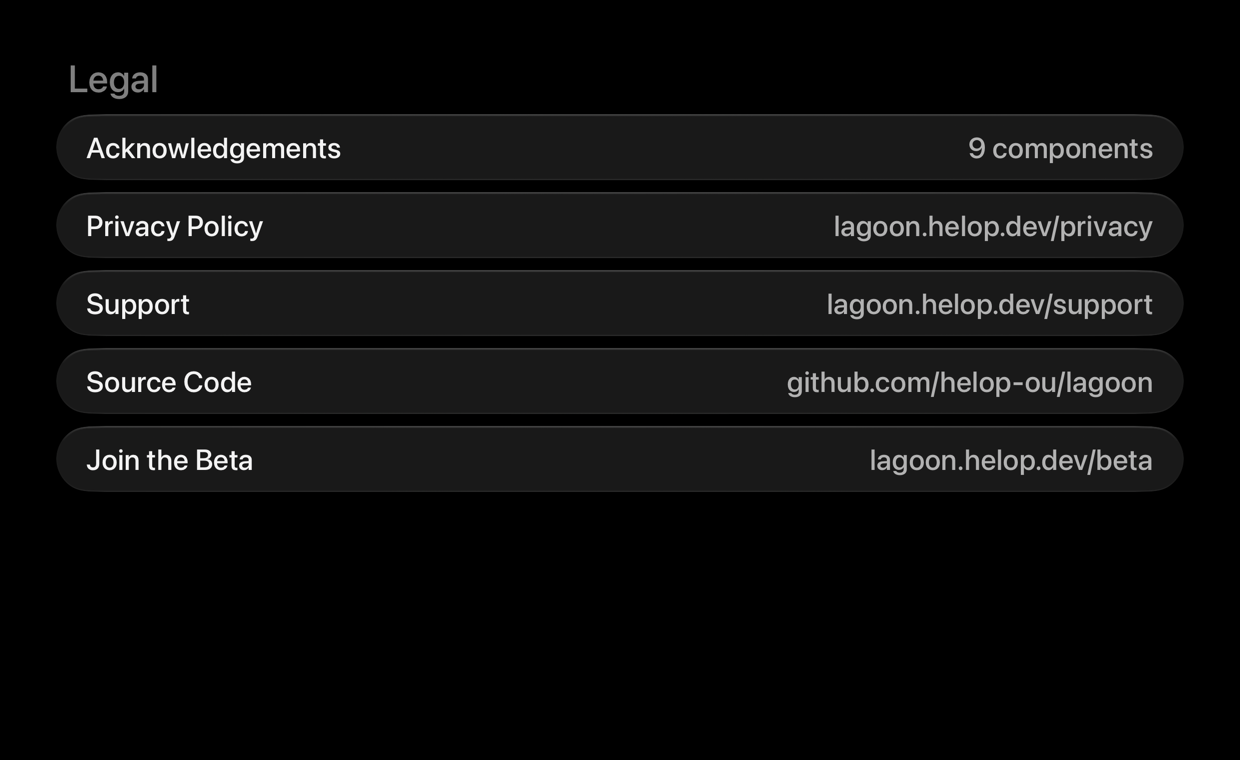 Legal
Acknowledgements 9 components
Privacy Policy lagoon.helop.dev/privacy
Support lagoon.helop.dev/support
Source Code github.com/helop-ou/lagoon
Join the Beta lagoon.helop.dev/beta